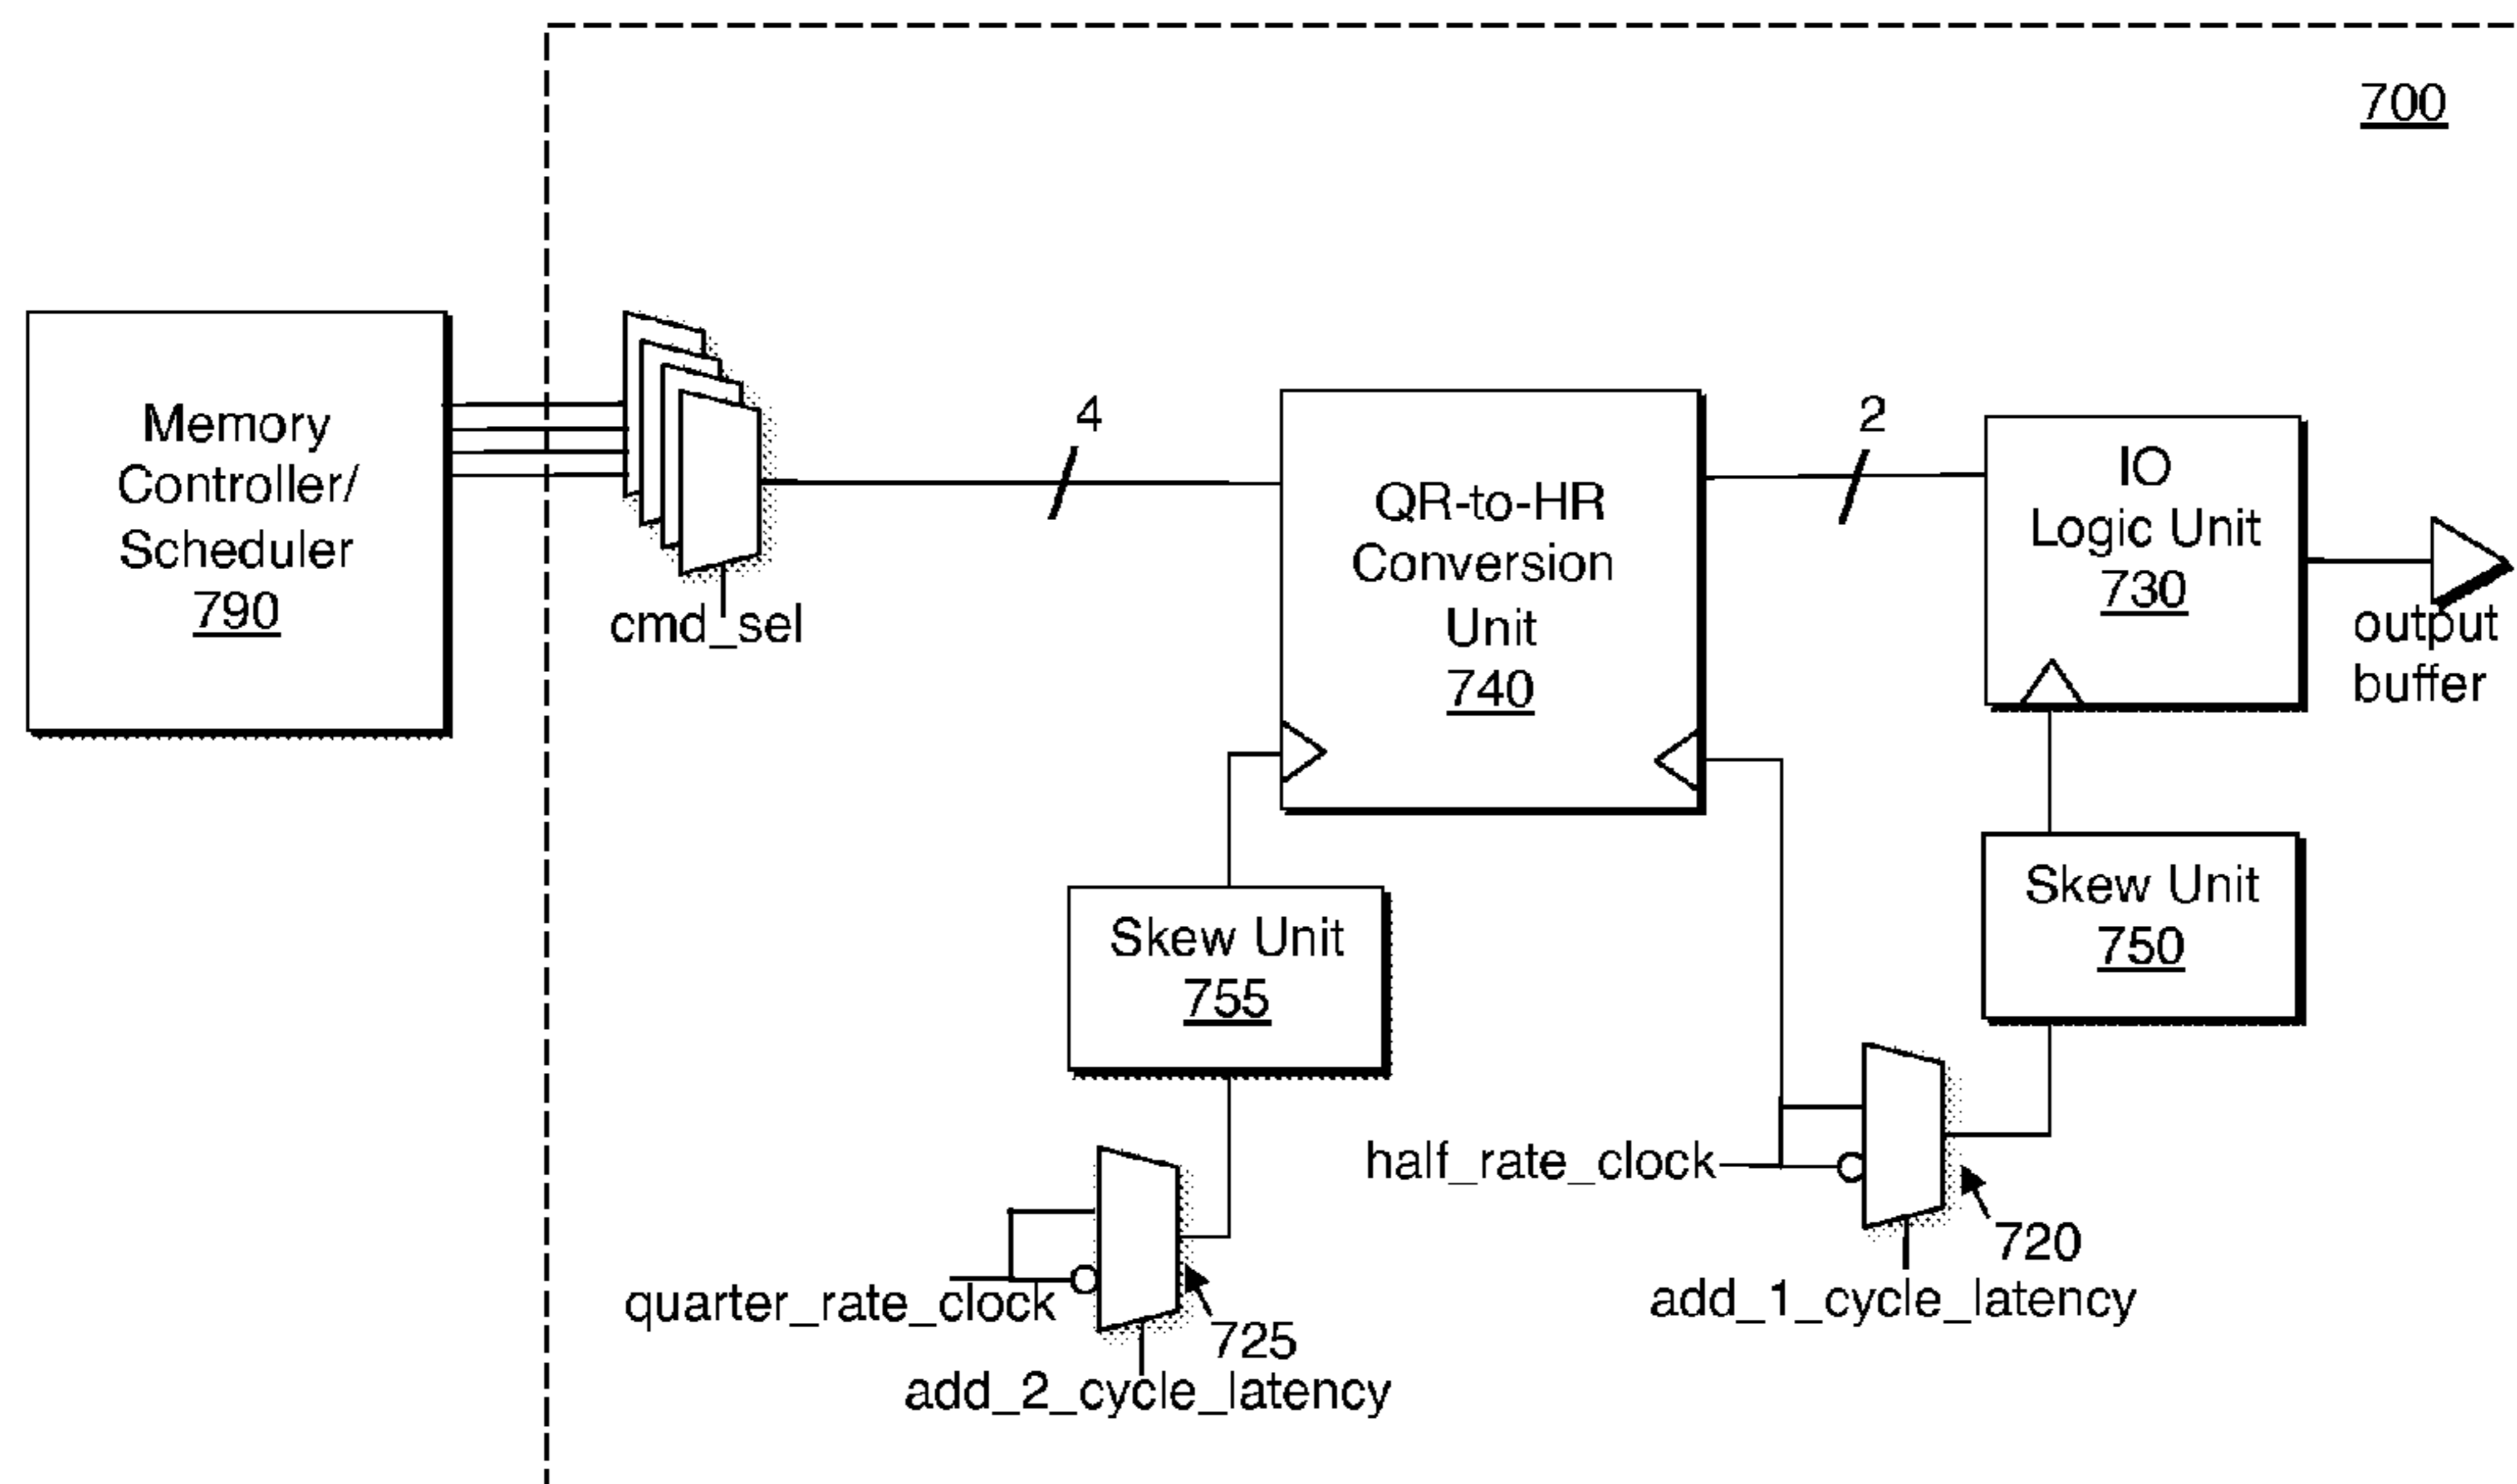 700
Memory
Controller/
Scheduler
790
cmd_sel
4
QR-to-HR
Conversion
Unit
740
2
IO
Logic Unit
730
output
buffer
Skew Unit
755
Skew Unit
750
half_rate_clock
720
add_1_cycle_latency
quarter_rate_clock
725
add_2_cycle_latency